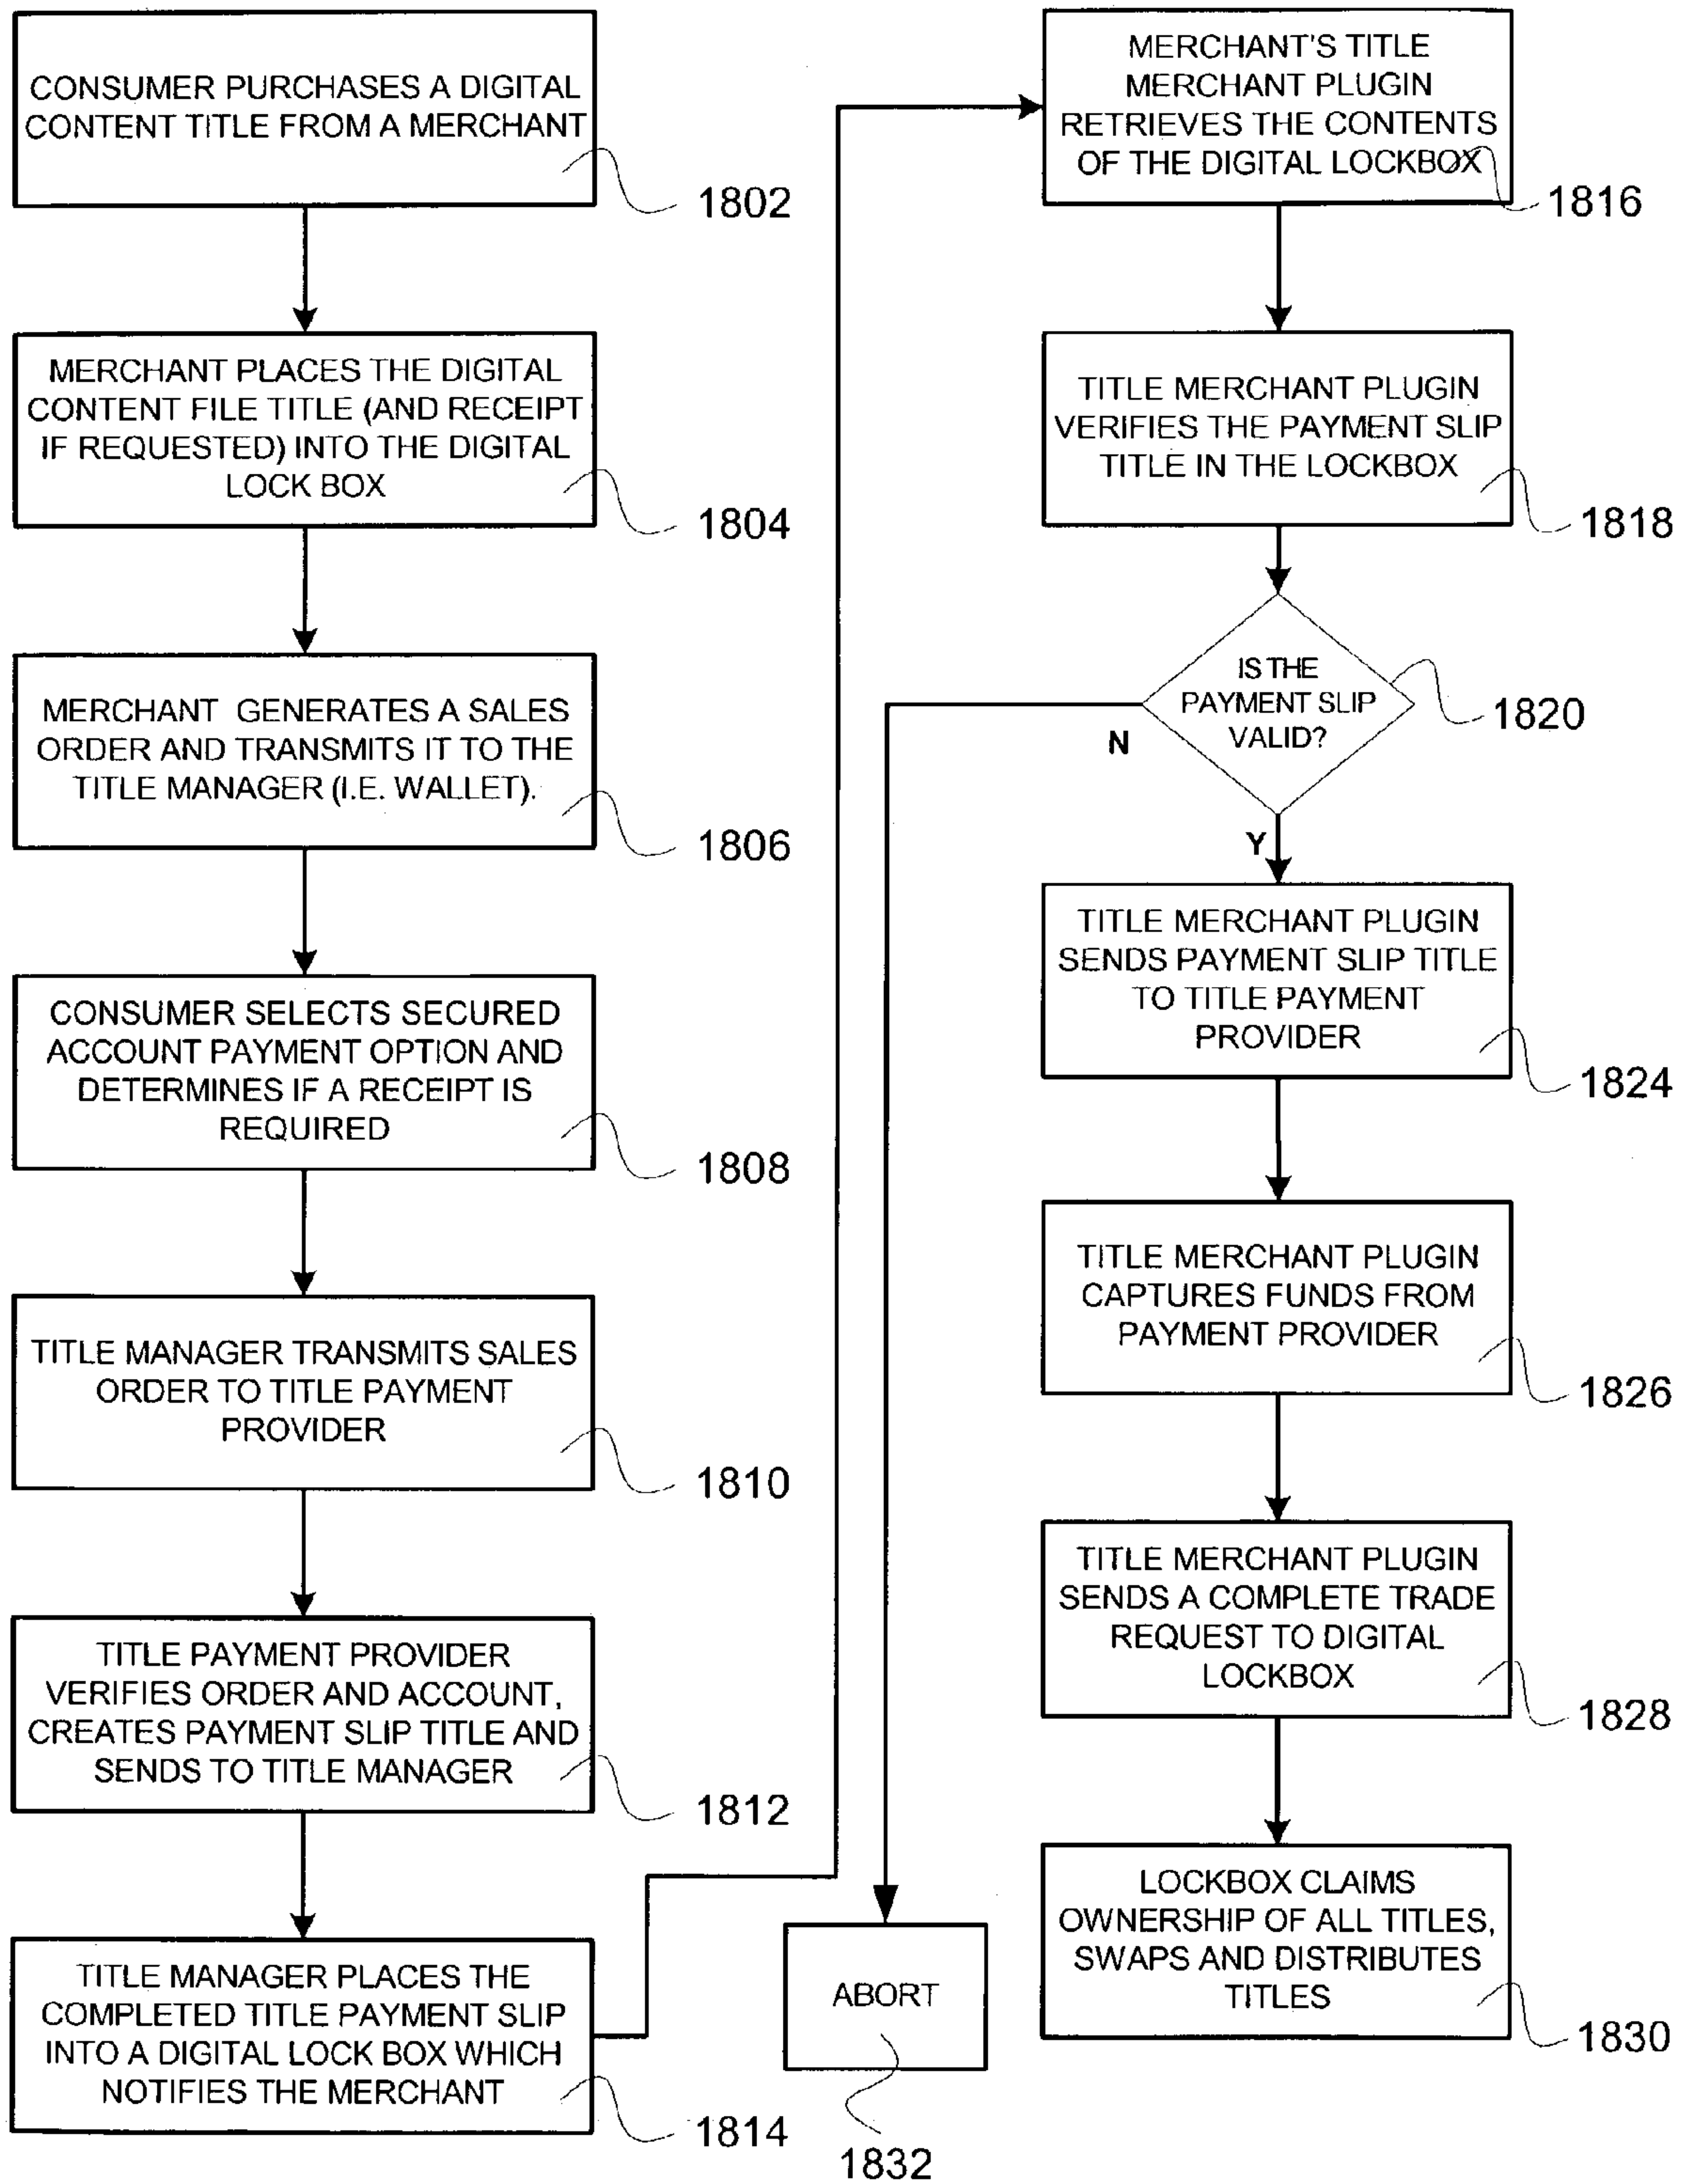 CONSUMER PURCHASES A DIGITAL
CONTENT TITLE FROM A MERCHANT
1802
MERCHANT PLACES THE DIGITAL
CONTENT FILE TITLE (AND RECEIPT
IF REQUESTED) INTO THE DIGITAL
LOCK BOX
1804
MERCHANT GENERATES A SALES
ORDER AND TRANSMITS IT TO THE
TITLE MANAGER (I.E. WALLET).
1806
CONSUMER SELECTS SECURED
ACCOUNT PAYMENT OPTION AND
DETERMINES IF A RECEIPT IS
REQUIRED
1808
TITLE MANAGER TRANSMITS SALES
ORDER TO TITLE PAYMENT
PROVIDER
1810
TITLE PAYMENT PROVIDER
VERIFIES ORDER AND ACCOUNT,
CREATES PAYMENT SLIP TITLE AND
SENDS TO TITLE MANAGER
1812
TITLE MANAGER PLACES THE
COMPLETED TITLE PAYMENT SLIP
INTO A DIGITAL LOCK BOX WHICH
NOTIFIES THE MERCHANT
1814
MERCHANT'S TITLE
MERCHANT PLUGIN
RETRIEVES THE CONTENTS
OF THE DIGITAL LOCKBOX
1816
TITLE MERCHANT PLUGIN
VERIFIES THE PAYMENT SLIP
TITLE IN THE LOCKBOX
1818
IS THE
PAYMENT SLIP
VALID?
1820
N
Y
TITLE MERCHANT PLUGIN
SENDS PAYMENT SLIP TITLE
TO TITLE PAYMENT
PROVIDER
1824
TITLE MERCHANT PLUGIN
CAPTURES FUNDS FROM
PAYMENT PROVIDER
1826
TITLE MERCHANT PLUGIN
SENDS A COMPLETE TRADE
REQUEST TO DIGITAL
LOCKBOX
1828
LOCKBOX CLAIMS
OWNERSHIP OF ALL TITLES,
SWAPS AND DISTRIBUTES
TITLES
1830
ABORT
1832